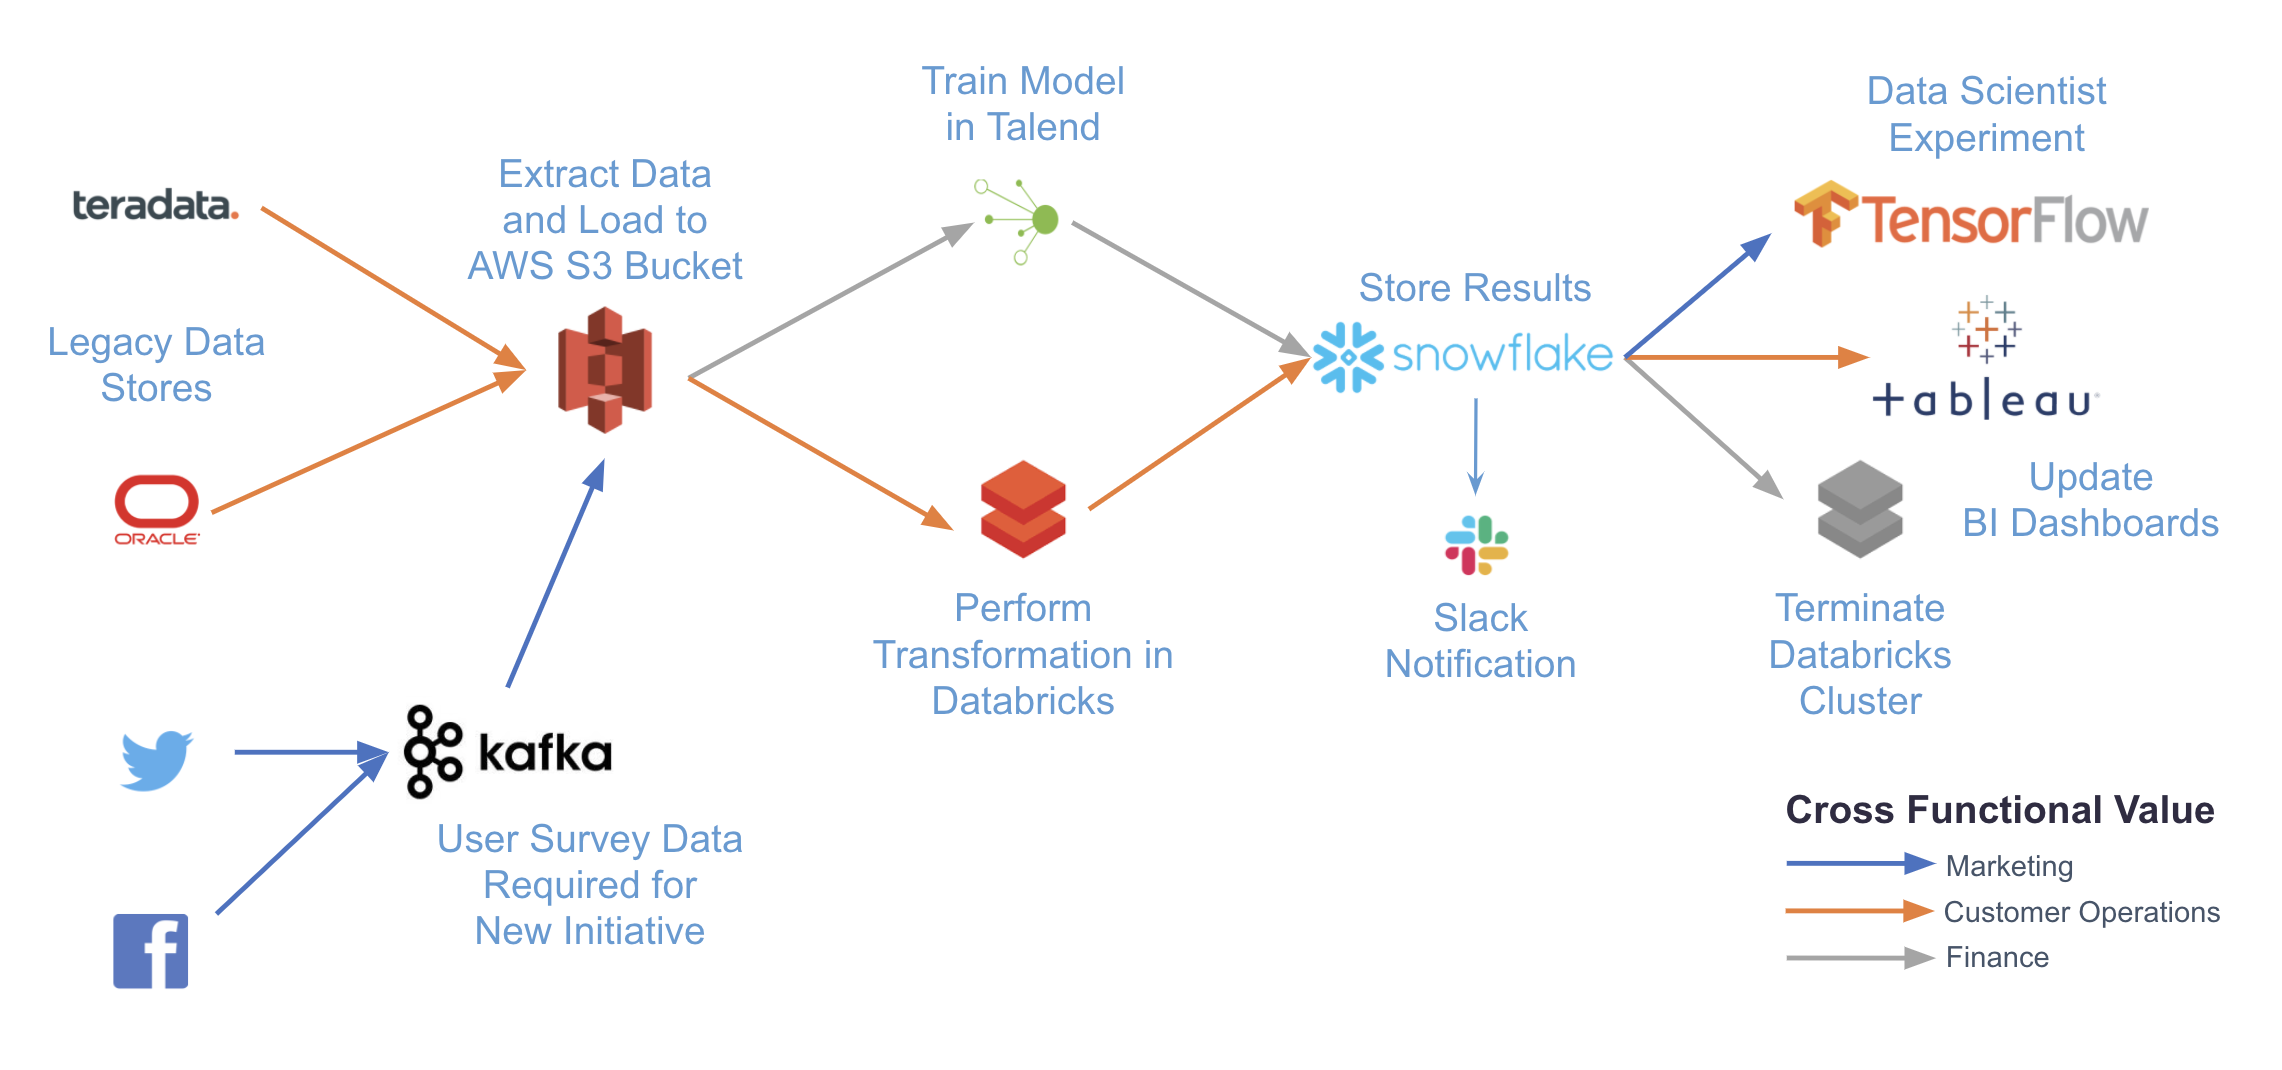 Train Model
in Talend
Data Scientist
Experiment
Extract Data
and Load to
AWS S3 Bucket
teradata.
TensorFlow
Store Results
Legacy Data
Stores
snowflake
+ableau
ORACLE
Update
BI Dashboards
Perform
Transformation in
Databricks
Slack
Notification
Terminate
Databricks
Cluster
kafka
User Survey Data
Required for
New Initiative
f
Cross Functional Value
Marketing
Customer Operations
Finance